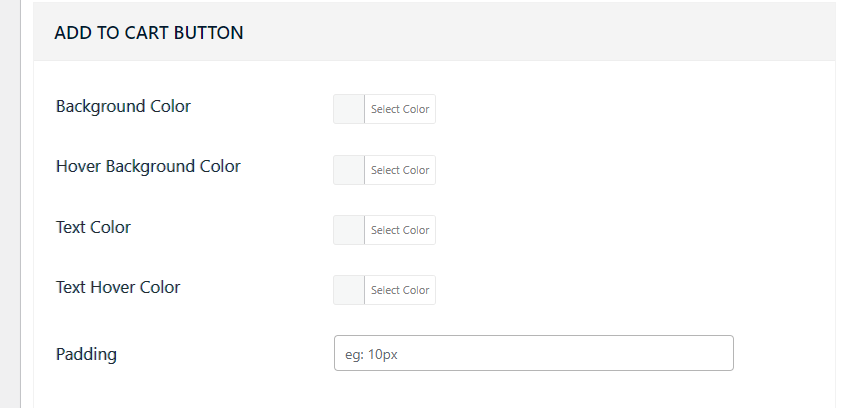 ADD TO CART BUTTON
Background Color Select Color
Hover Background Color Select Color
Text Color Select Color
Text Hover Color Select Color
Padding eg: 10px